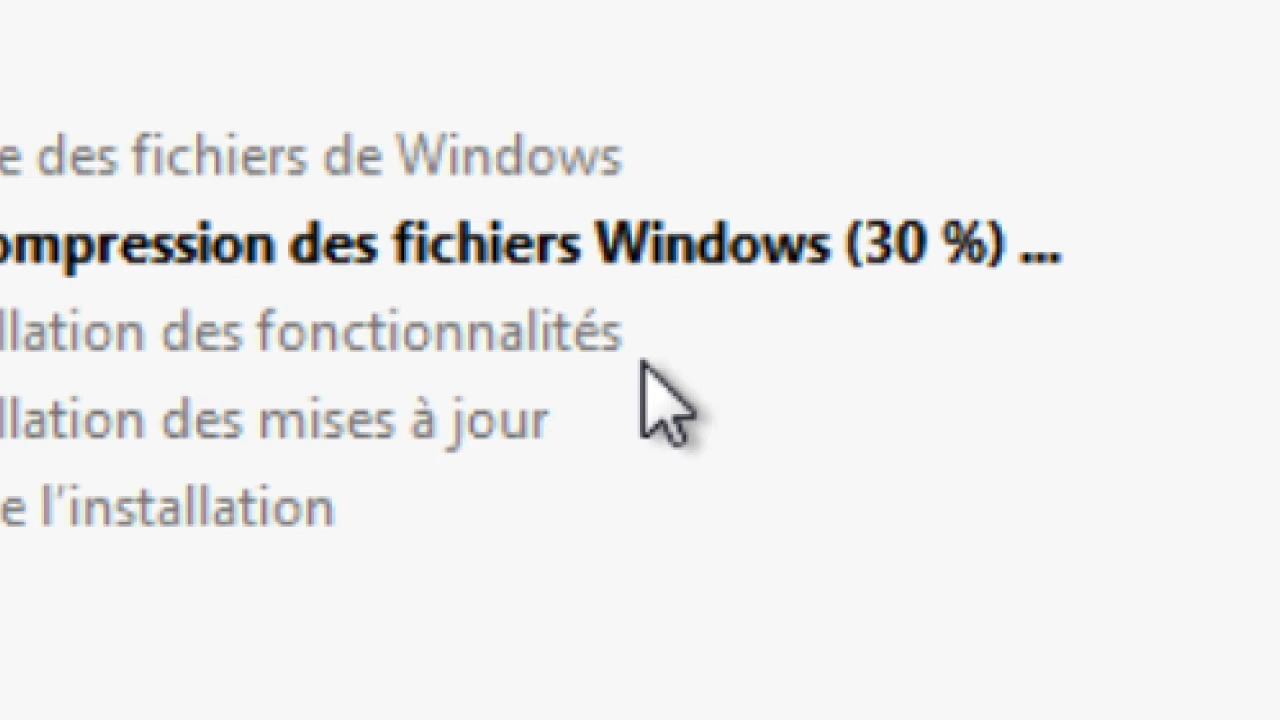 e des fichiers de Windows
ompression des fichiers Windows (30 %) ...
llation des fonctionnalités
llation des mises à jour
e l'installation